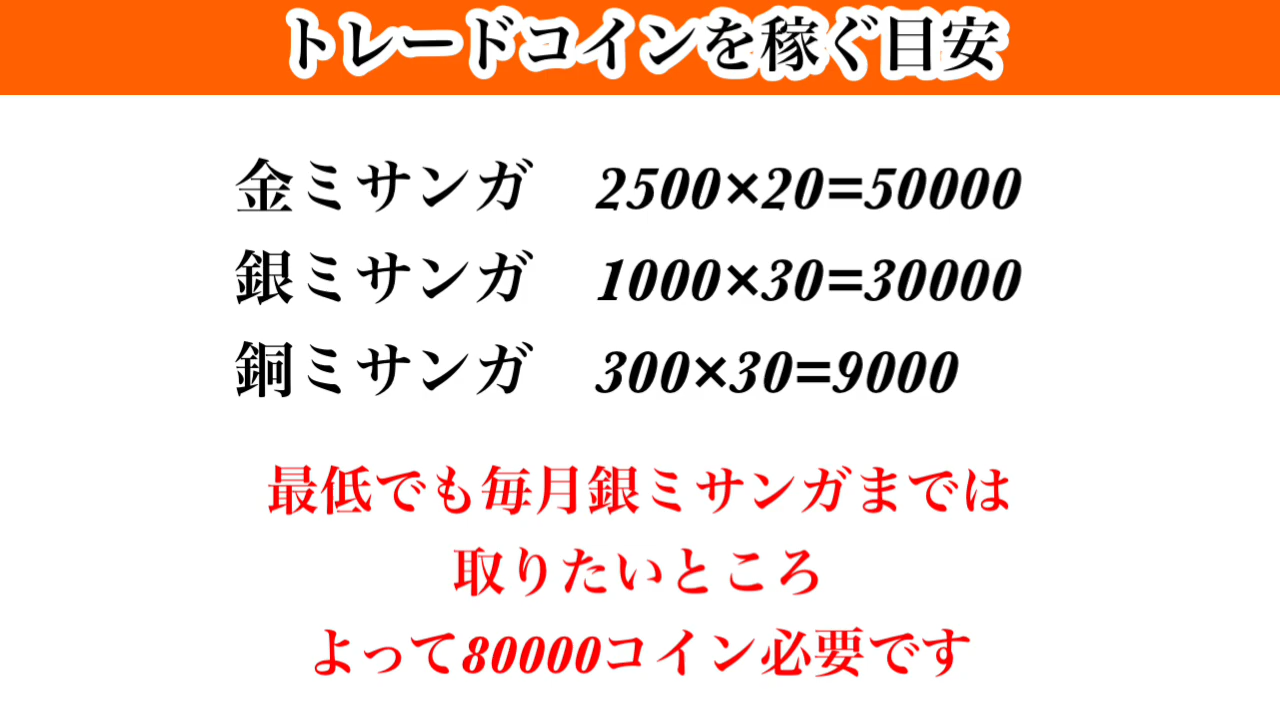 トレードコインを稼ぐ目安
金ミサンガ　2500×20=50000
銀ミサンガ　1000×30=30000
銅ミサンガ　300×30=9000
最低でも毎月銀ミサンガまでは
取りたいところ
よって80000コイン必要です